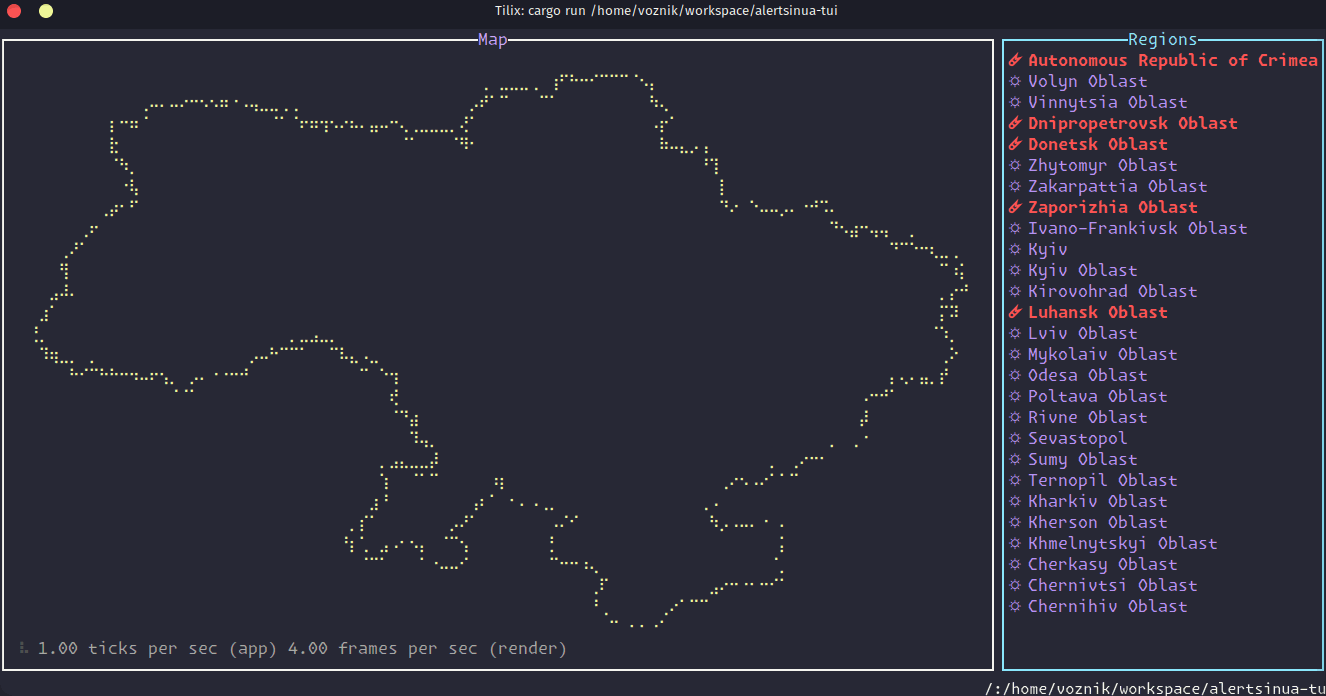 Tilix: cargo run /home/voznik/workspace/alertsinua-tui
Map
Regions
Autonomous Republic of Crimea
Volyn Oblast
Vinnytsia Oblast
Dnipropetrovsk Oblast
Donetsk Oblast
Zhytomyr Oblast
Zakarpattia Oblast
Zaporizhia Oblast
Ivano-Frankivsk Oblast
Kyiv
Kyiv Oblast
Kirovohrad Oblast
Luhansk Oblast
Lviv Oblast
Mykolaiv Oblast
Odesa Oblast
Poltava Oblast
Rivne Oblast
Sevastopol
Sumy Oblast
Ternopil Oblast
Kharkiv Oblast
Kherson Oblast
Khmelnytskyi Oblast
Cherkasy Oblast
Chernivtsi Oblast
Chernihiv Oblast
1.00 ticks per sec (app) 4.00 frames per sec (render)
/:/home/voznik/workspace/alertsinua-tu